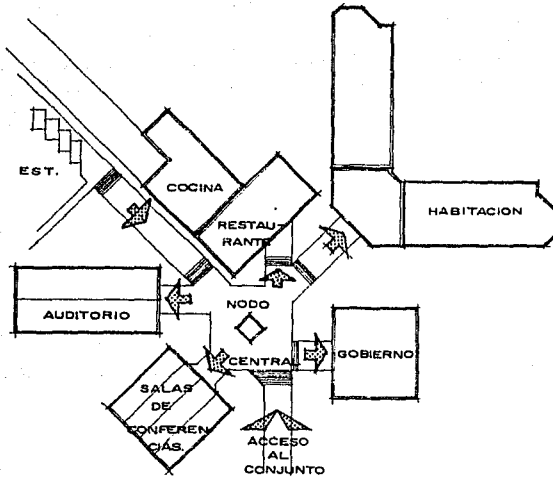 EST.
COCINA
RESTAU-
RANTE
HABITACION
AUDITORIO
NODO
CENTRAL
GOBIERNO
SALAS
DE
CONFEREN-
CIAS.
ACCESO
AL
CONJUNTO